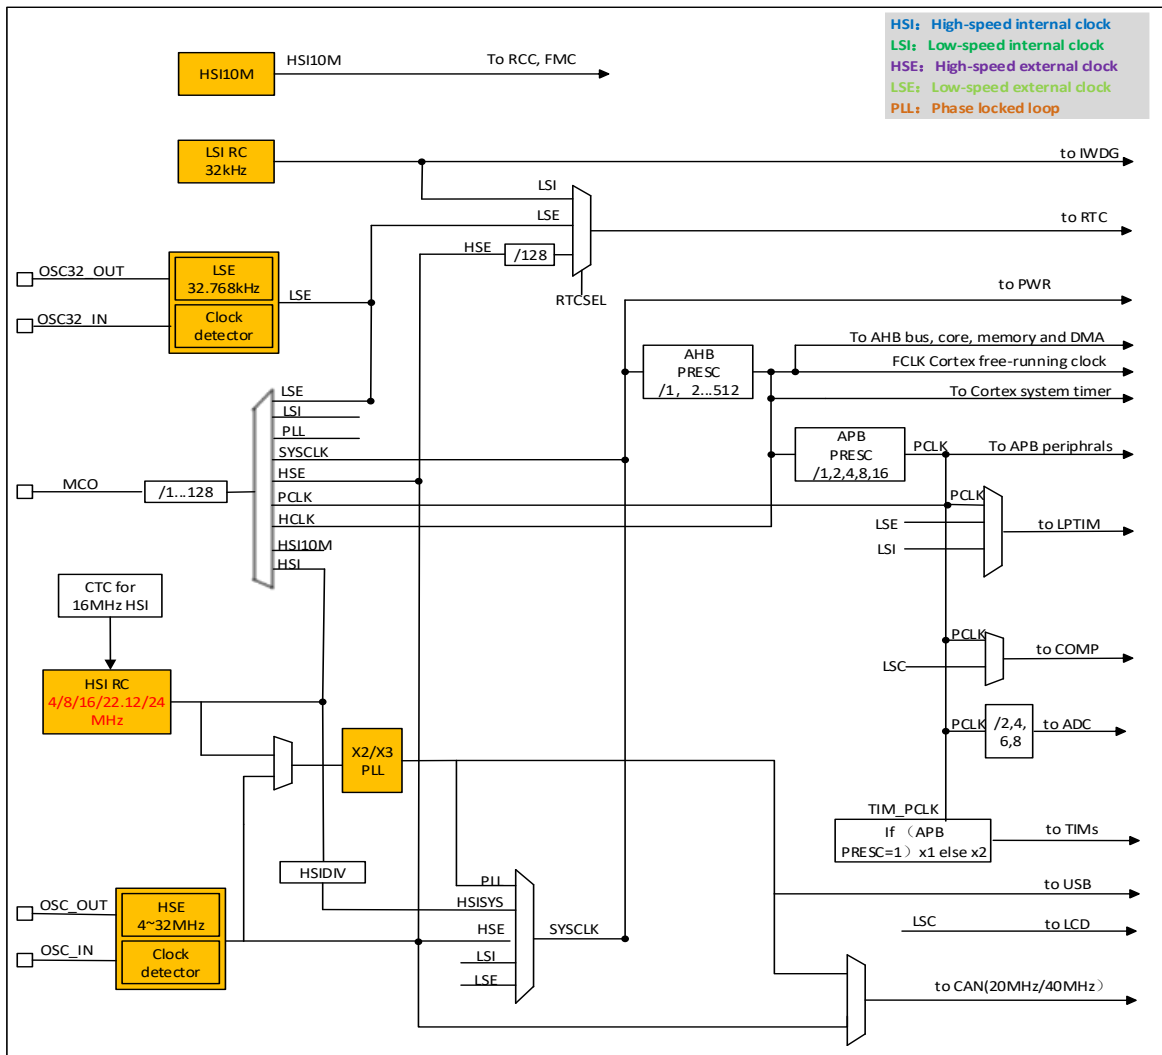 HSI: High-speed internal clock
LSI: Low-speed internal clock
HSE: High-speed external clock
LSE: Low-speed external clock
PLL: Phase locked loop
HSI10M
HSI10M
To RCC, FMC
LSI RC
32kHz
to IWDG
LSI
LSE
HSE
/128
to RTC
RTCSEL
OSC32_OUT
OSC32_IN
LSE
32.768kHz
Clock
detector
LSE
to PWR
AHB
PRESC
/1, 2...512
To AHB bus, core, memory and DMA
FCLK Cortex free-running clock
To Cortex system timer
APB
PRESC
/1,2,4,8,16
PCLK
To APB periphrals
LSE
LSI
PLL
SYSCLK
HSE
PCLK
HCLK
HSI10M
HSI
MCO
/1...128
PCLK
LSE
LSI
to LPTIM
CTC for
16MHz HSI
HSI RC
4/8/16/22.12/24
MHz
PCLK
LSC
to COMP
X2/X3
PLL
PCLK
/2,4,
6,8
to ADC
TIM_PCLK
If （APB
PRESC=1）x1 else x2
to TIMs
HSIDIV
OSC_OUT
OSC_IN
HSE
4~32MHz
Clock
detector
PLL
HSISYS
HSE
LSI
LSE
SYSCLK
to USB
LSC
to LCD
to CAN(20MHz/40MHz）